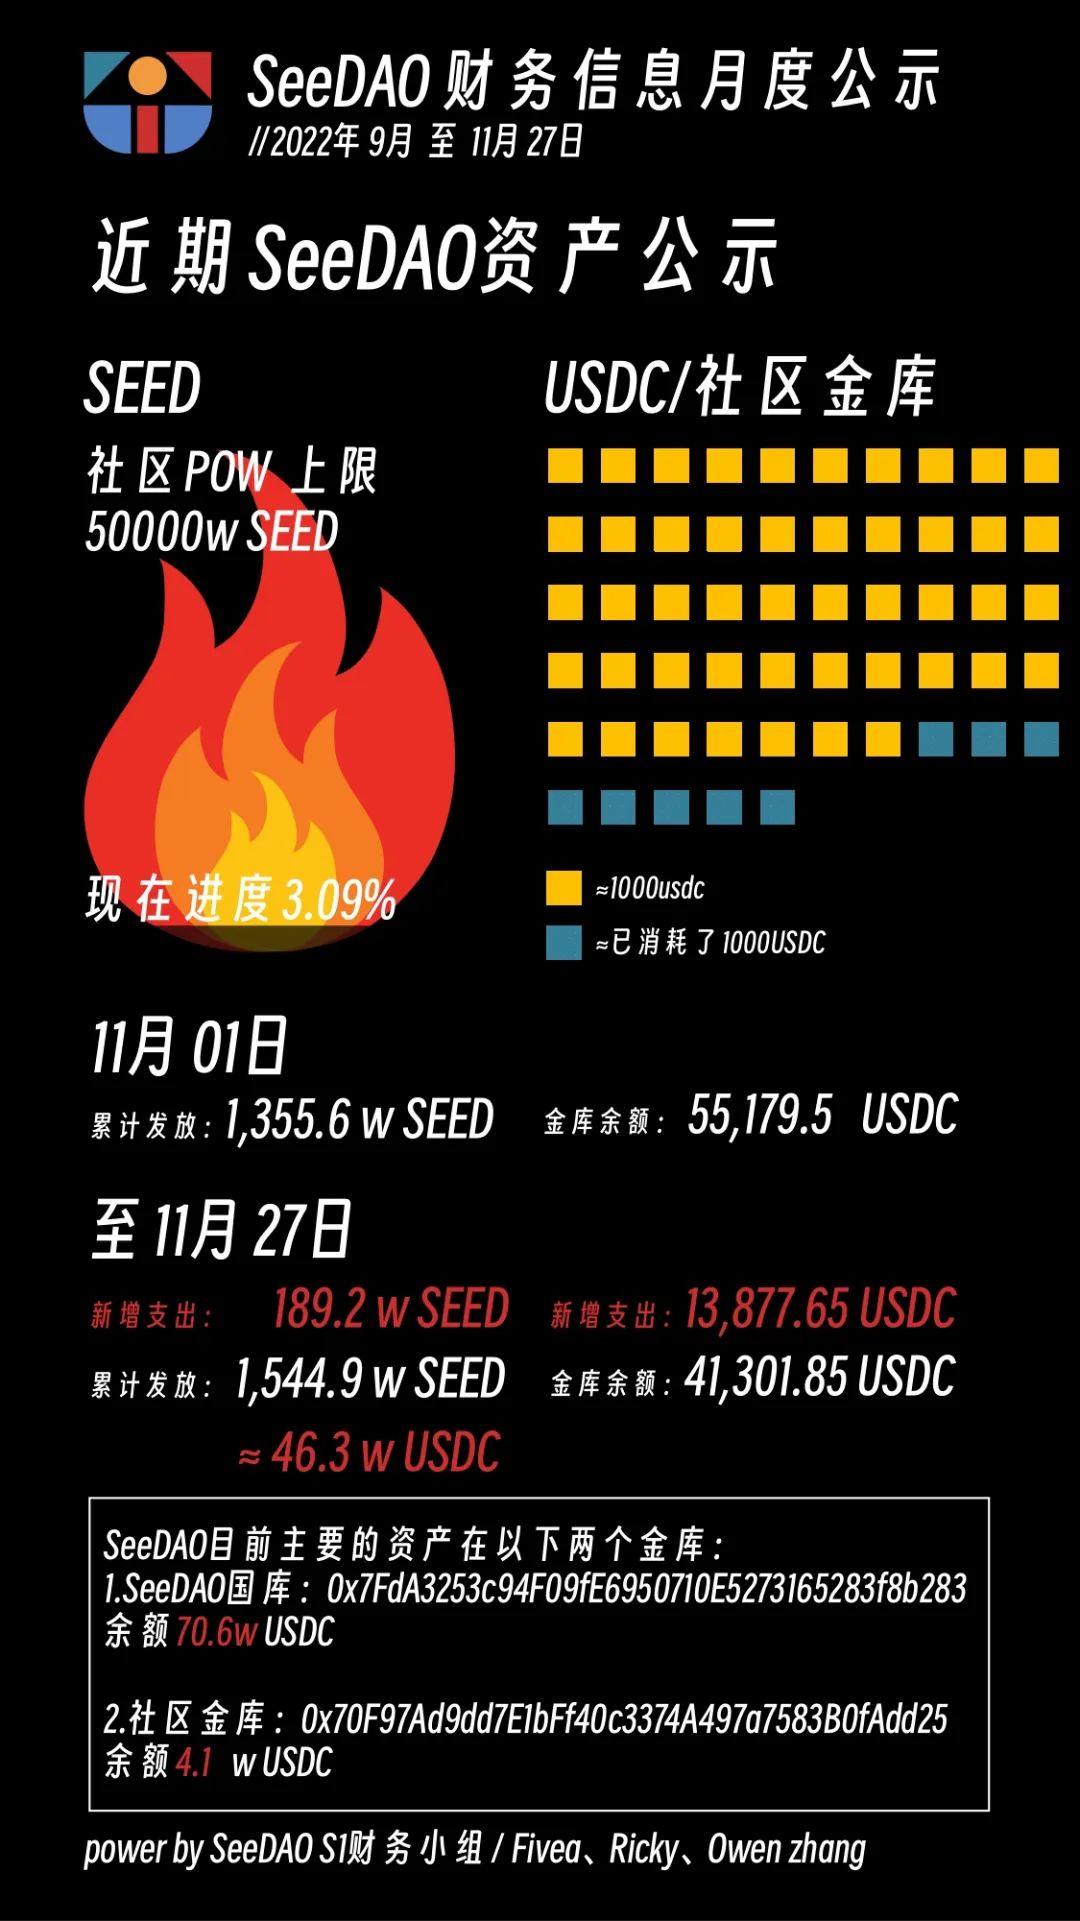 SeeDAO 财务信息月度公示
//2022年 9月 至 11月 27日
近期 SeeDAO资产公示
SEED
社区POW 上限
50000w SEED
现在进度 3.09%
USDC/社区金库
≈1000usdc
≈已消耗了1000USDC
11月 01日
累计发放: 1,355.6 w SEED
金库余额: 55,179.5 USDC
至 11月 27日
新增支出: 189.2 w SEED
新增支出: 13,877.65 USDC
累计发放: 1,544.9 w SEED
金库余额: 41,301.85 USDC
≈ 46.3 w USDC
SeeDAO目前主要的资产在以下两个金库:
1.SeeDAO国库: 0x7FdA3253c94F09fE6950710E5273165283f8b283
余额 70.6w USDC
2.社区金库: 0x70F97Ad9dd7E1bFf40c3374A497a7583B0fAdd25
余额 4.1 w USDC
power by SeeDAO S1财务小组 / Fivea、Ricky、Owen zhang